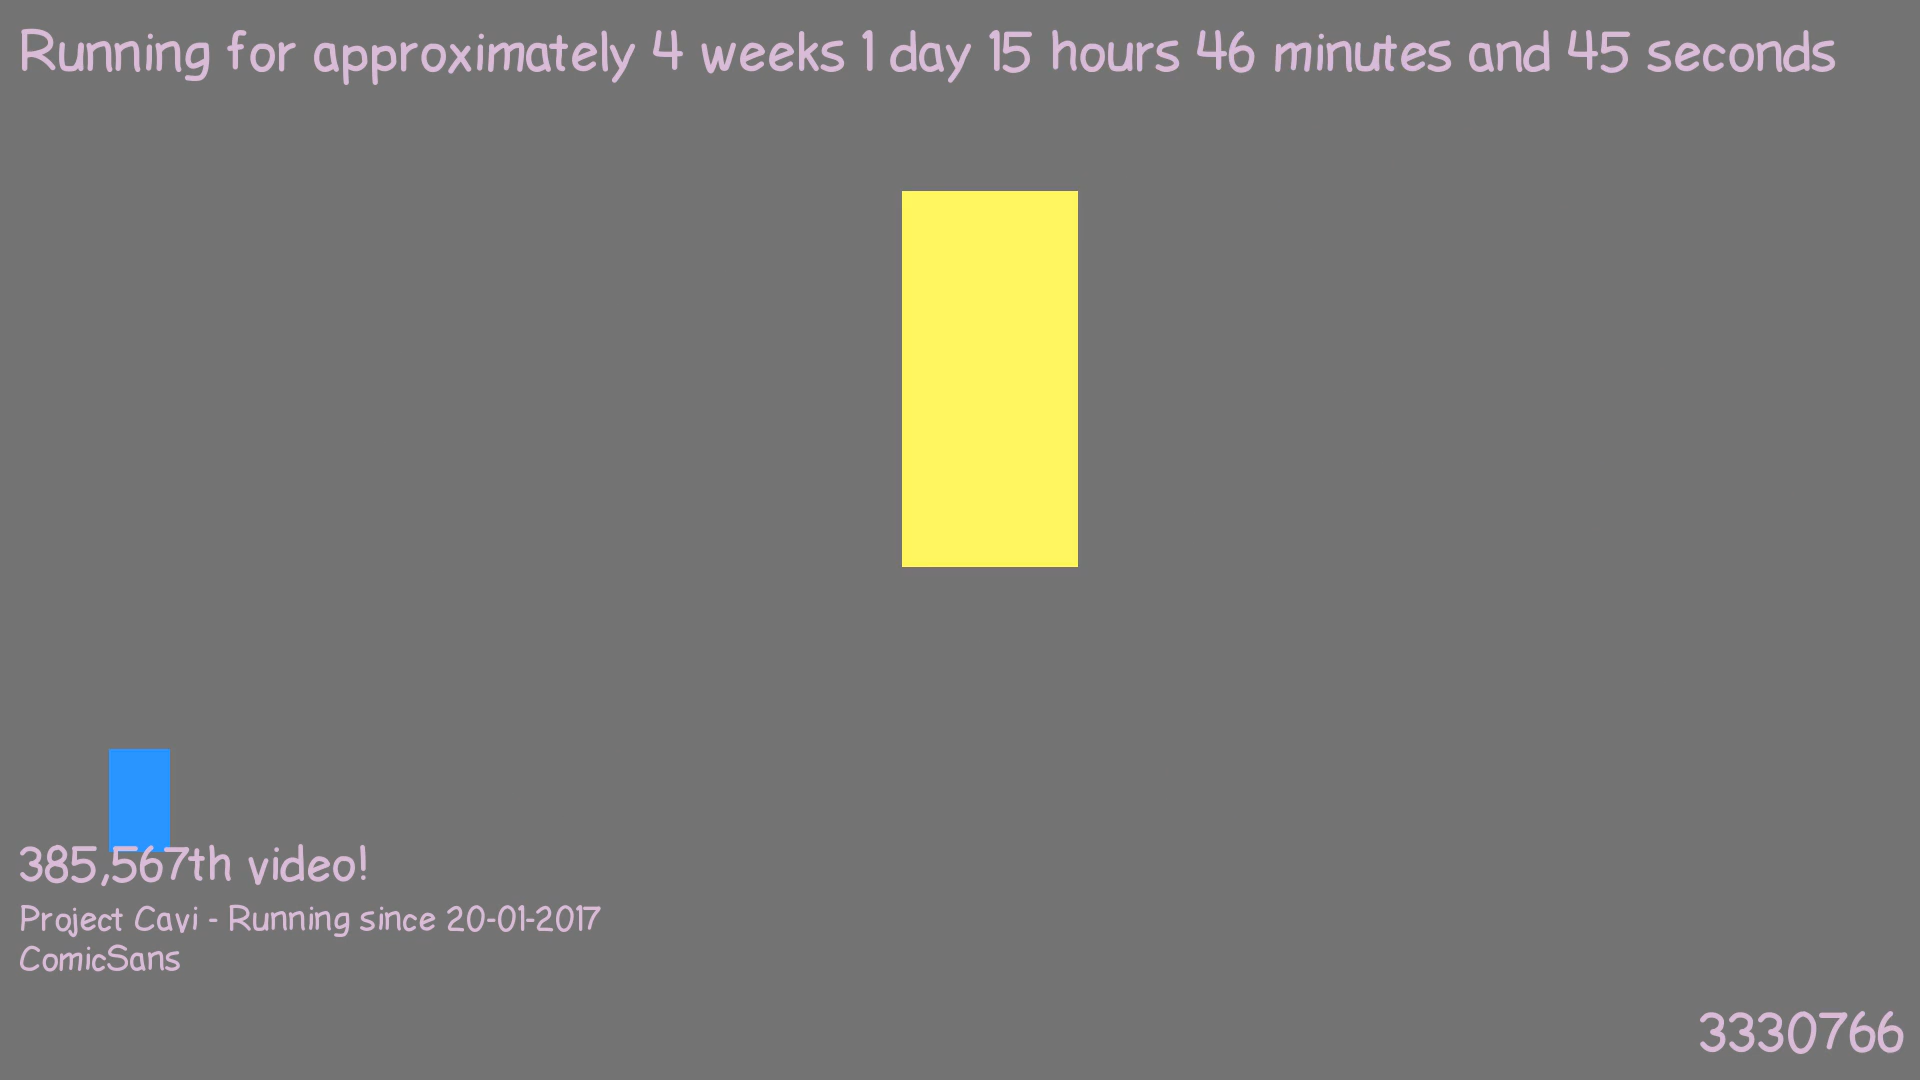 Running for approximately 4 weeks 1 day 15 hours 46 minutes and 45 seconds
385,567th video!
Project Cavi - Running since 20-01-2017
ComicSans
3330766